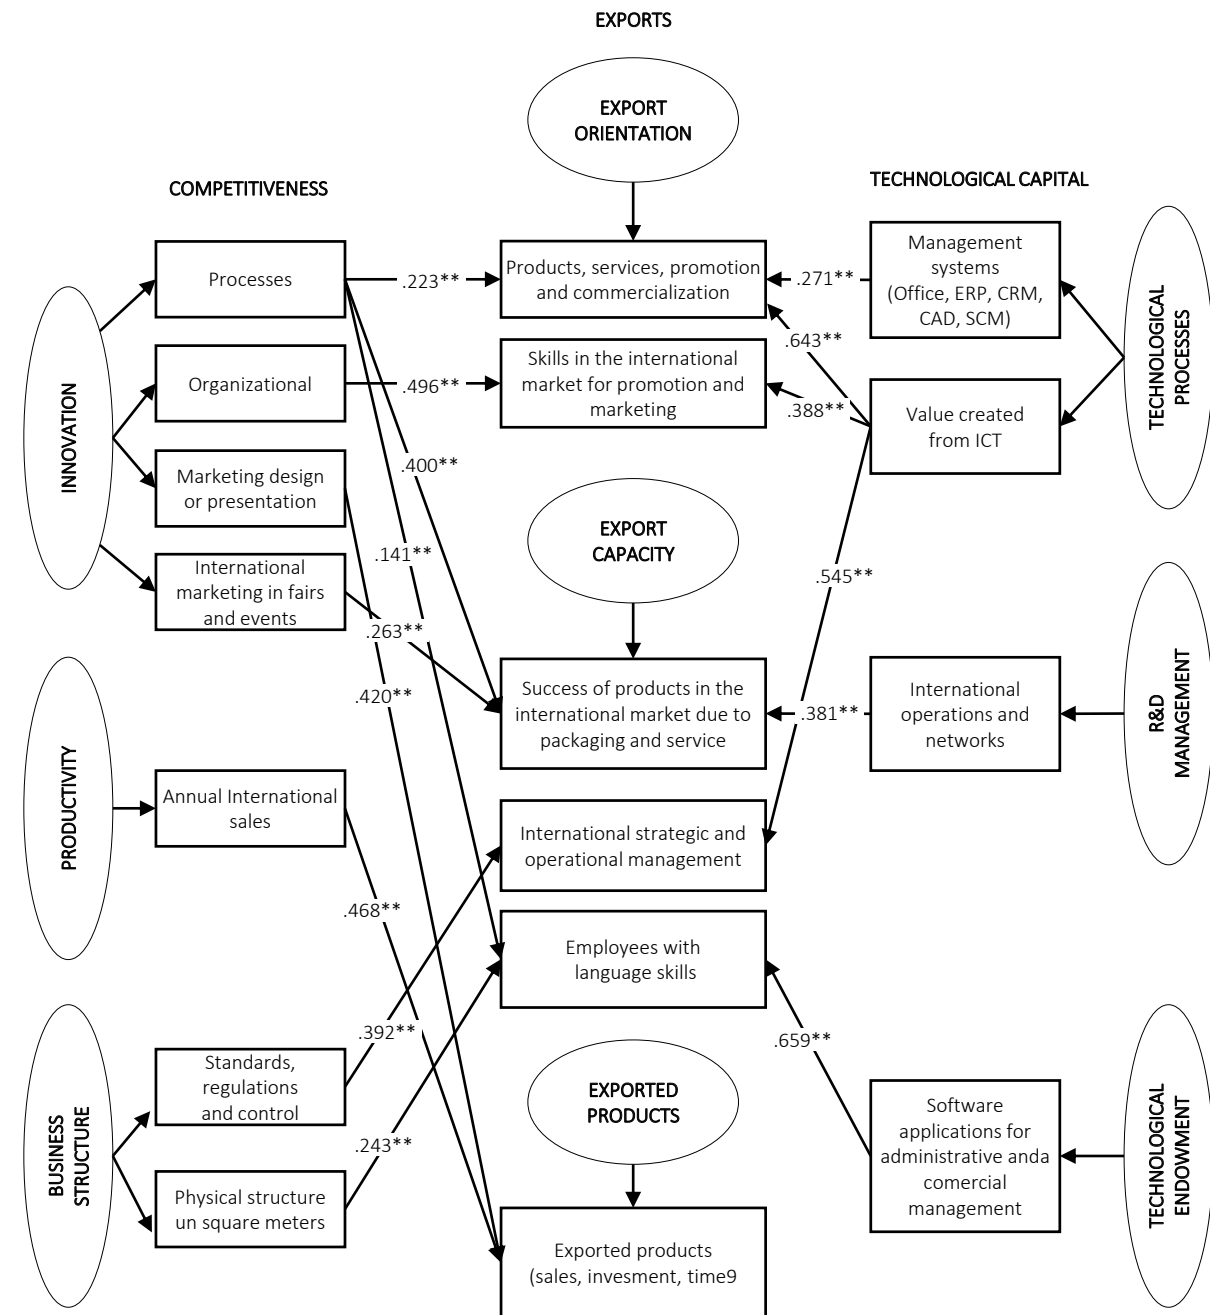 EXPORTS
EXPORT
ORIENTATION
COMPETITIVENESS
TECHNOLOGICAL CAPITAL
INNOVATION
Processes
.223**
Products, services, promotion
and commercialization
.271**
Management
systems
(Office, ERP, CRM,
CAD, SCM)
TECHNOLOGICAL
PROCESSES
.643**
Organizational
.496**
Skills in the international
market for promotion and
marketing
.388**
Value created
from ICT
Marketing design
or presentation
.400**
EXPORT
CAPACITY
International
marketing in fairs
and events
.141**
.545**
.263**
.420**
Success of products in the
international market due to
packaging and service
.381**
International
operations and
networks
R&D
MANAGEMENT
PRODUCTIVITY
Annual International
sales
International strategic and
operational management
.468**
Employees with
language skills
.392**
.659**
BUSINESS
STRUCTURE
Standards,
regulations
and control
EXPORTED
PRODUCTS
.243**
Software
applications for
administrative anda
comercial
management
TECHNOLOGICAL
ENDOWMENT
Physical structure
un square meters
Exported products
(sales, invesment, time9